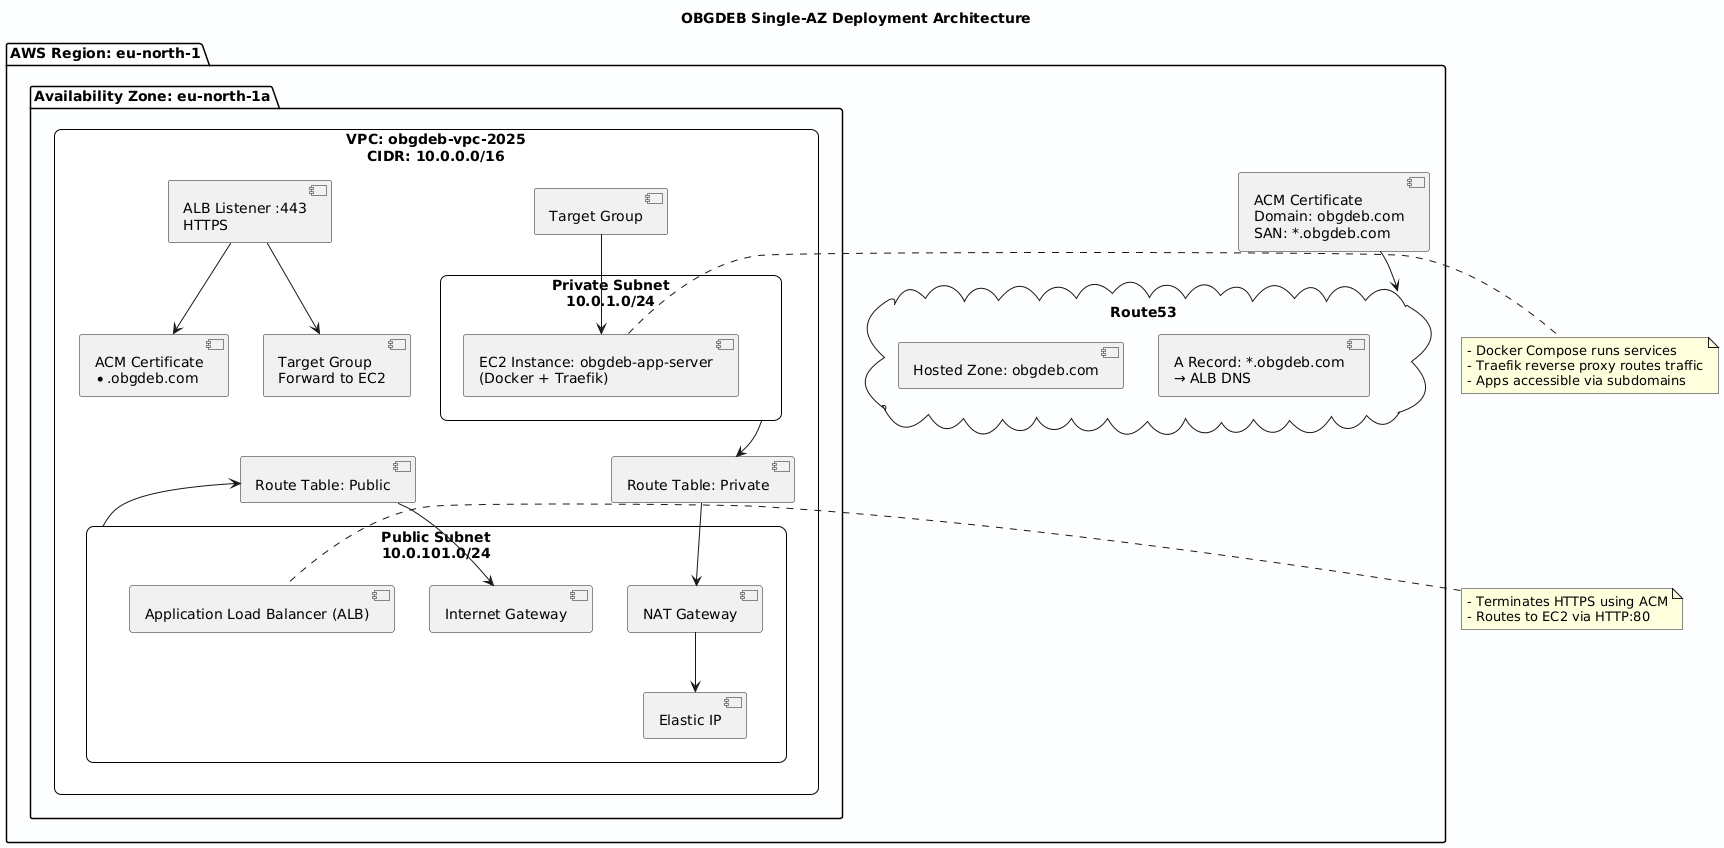 OBGDEB Single-AZ Deployment Architecture
AWS Region: eu-north-1
Availability Zone: eu-north-1a
VPC: obgdeb-vpc-2025
CIDR: 10.0.0.0/16
ALB Listener :443
HTTPS
Target Group
ACM Certificate
Domain: obgdeb.com
SAN: *.obgdeb.com
Private Subnet
10.0.1.0/24
EC2 Instance: obgdeb-app-server
(Docker + Traefik)
ACM Certificate
• .obgdeb.com
Target Group
Forward to EC2
Route53
Hosted Zone: obgdeb.com
A Record: *.obgdeb.com
→ ALB DNS
- Docker Compose runs services
- Traefik reverse proxy routes traffic
- Apps accessible via subdomains
Route Table: Public
Route Table: Private
Public Subnet
10.0.101.0/24
Application Load Balancer (ALB)
Internet Gateway
NAT Gateway
- Terminates HTTPS using ACM
- Routes to EC2 via HTTP:80
Elastic IP